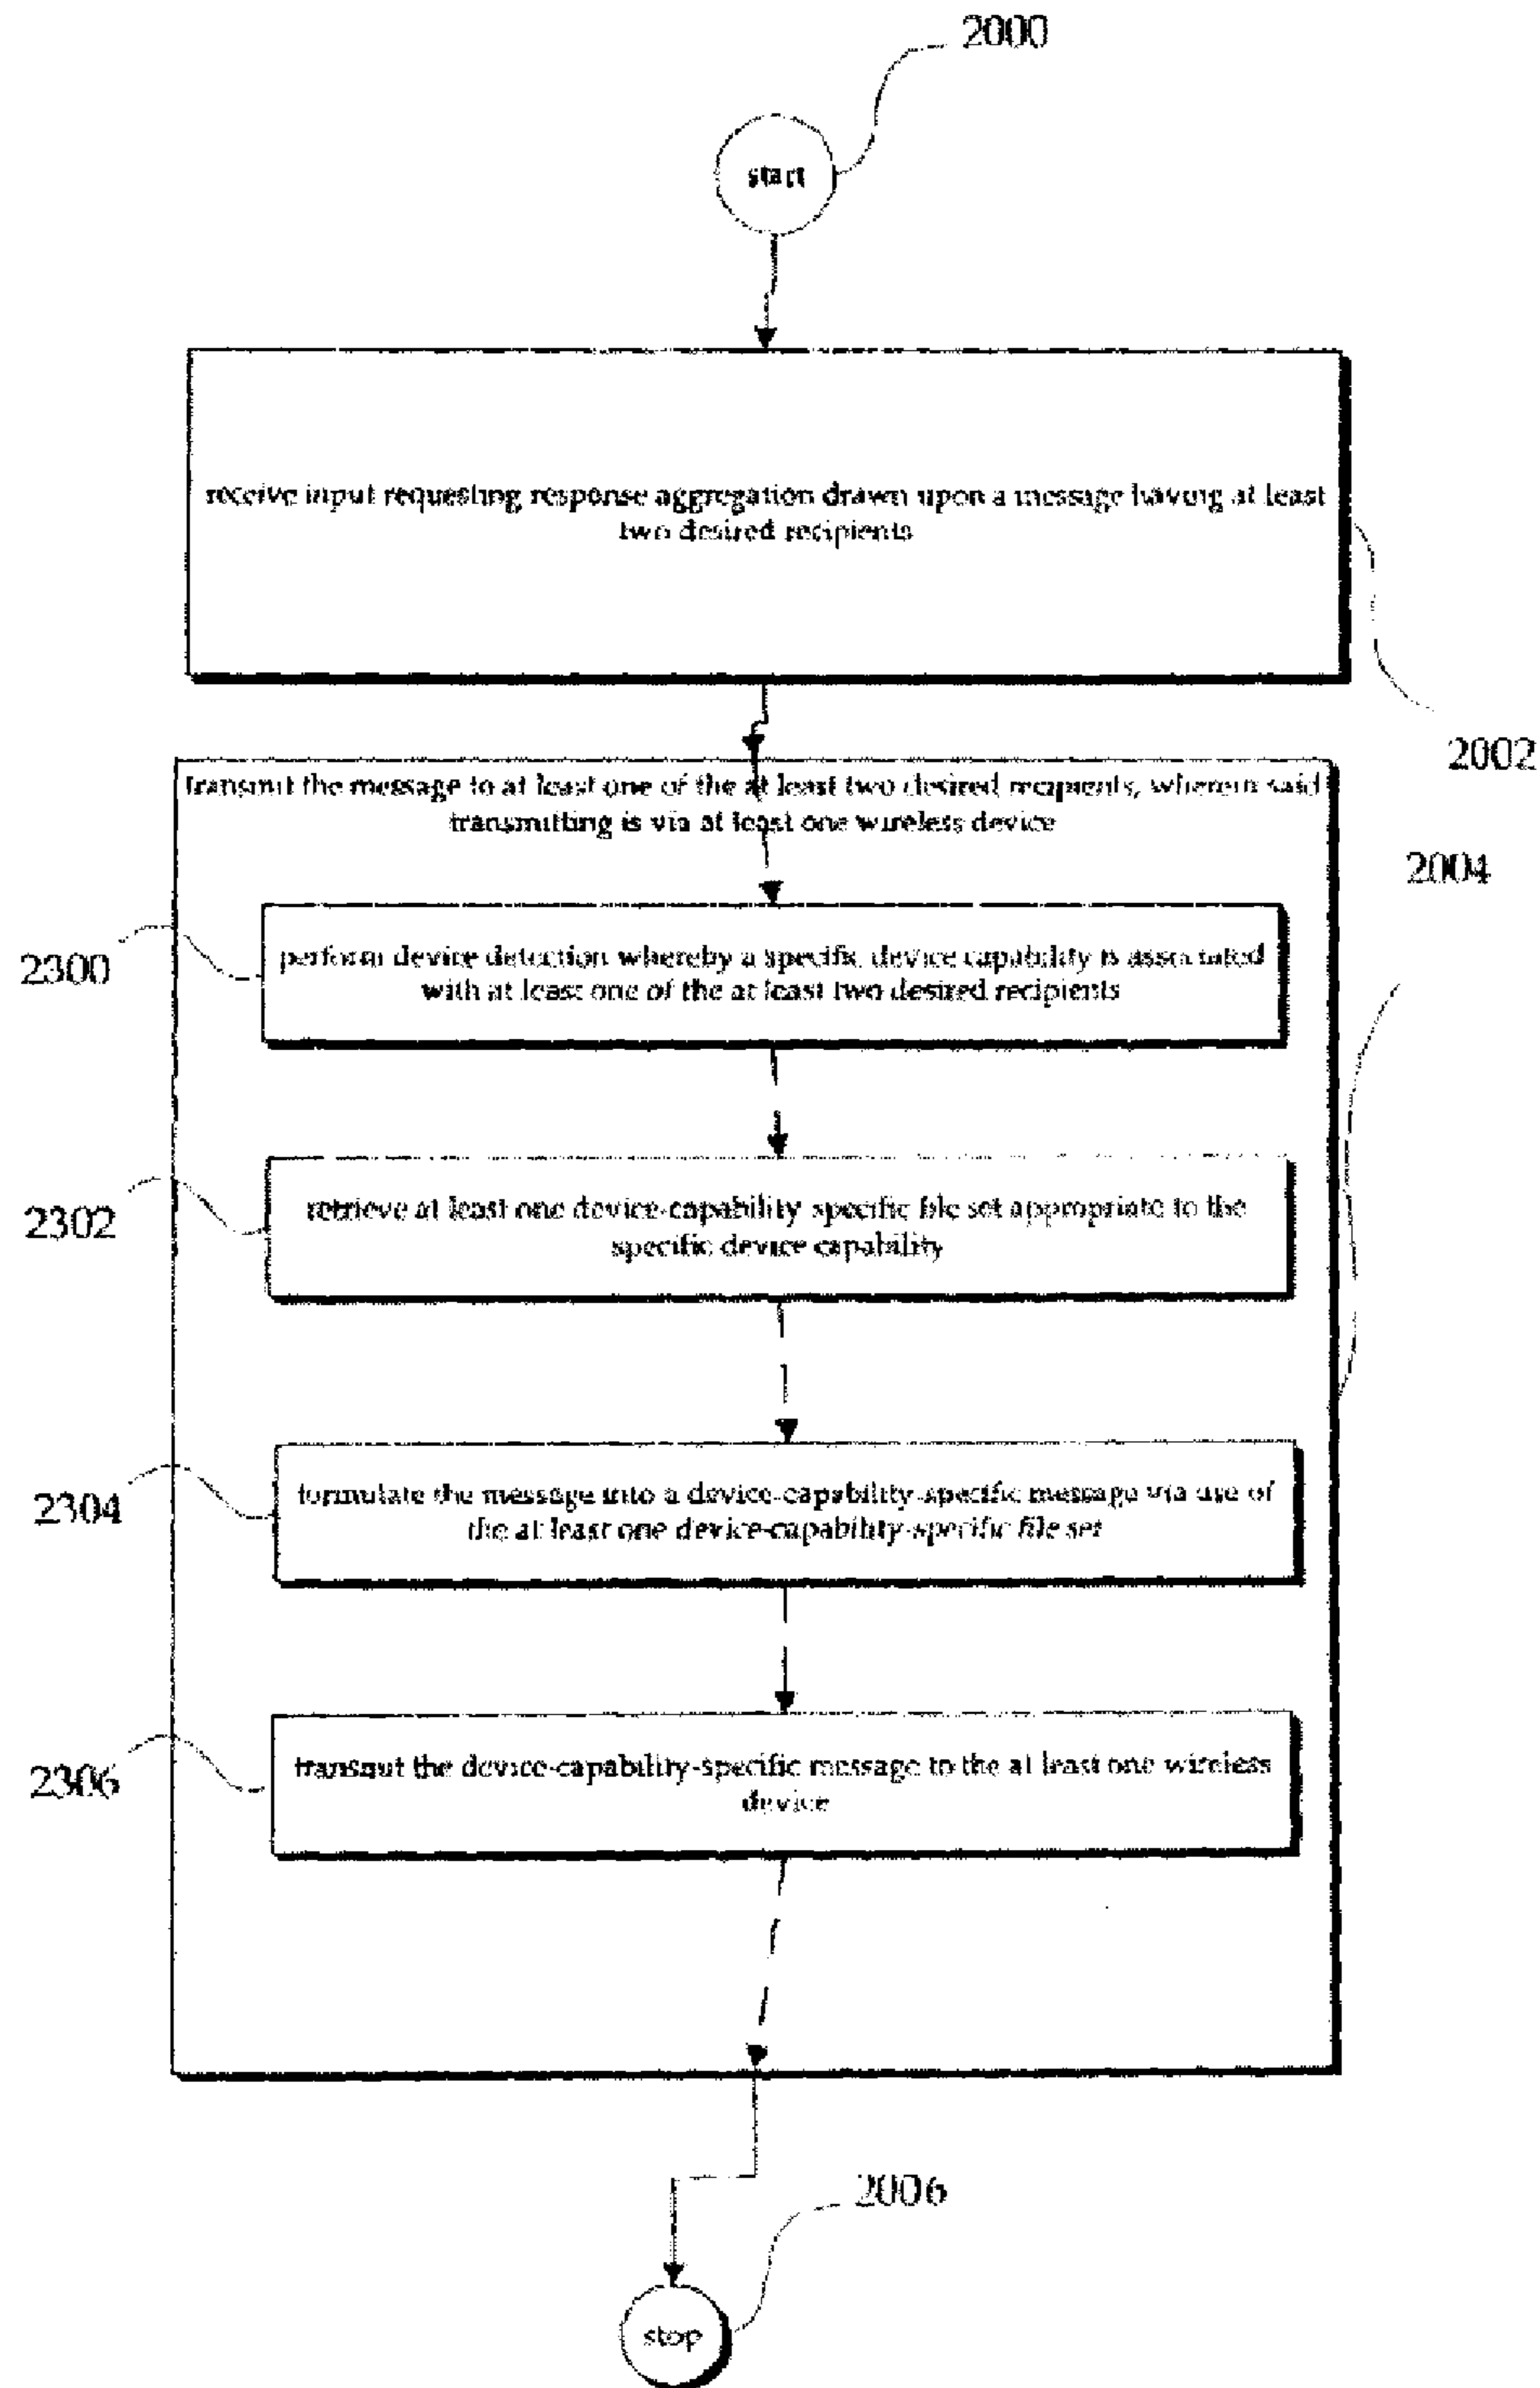 2000
start
receive input requesting response aggregation drawn upon a message having at least
two desired recipients
2002
transmit the message to at least one of the at least two desired recipients, wherein said
transmitting is via at least one wireless device
2004
2300
perform device detection whereby a specific device capability is associated
with at least one of the at least two desired recipients
2302
retrieve at least one device-capability-specific file set appropriate to the
specific device capability
2304
formulate the message into a device-capability-specific message via use of
the at least one device-capability-specific file set
2306
transmit the device-capability-specific message to the at least one wireless
device
2006
stop